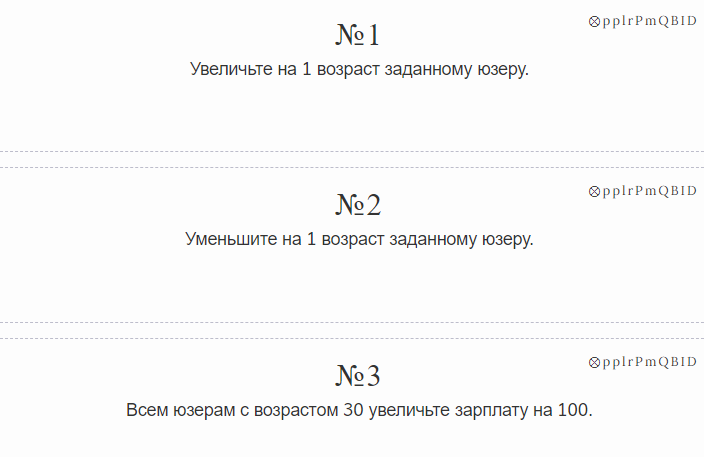 ⊗pplrPmQBID
№1
Увеличьте на 1 возраст заданному юзеру.
⊗pplrPmQBID
№2
Уменьшите на 1 возраст заданному юзеру.
⊗pplrPmQBID
№3
Всем юзерам с возрастом 30 увеличьте зарплату на 100.